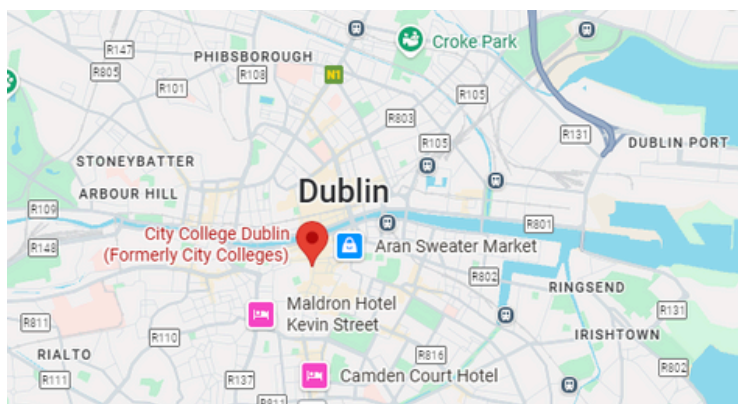 Croke Park
R147
PHIBSBOROUGH
R805
R108
N1
R101
R105
R803
R105
R131
DUBLIN PORT
STONEYBATTER
ARBOUR HILL
Dublin
R109
R801
City College Dublin
(Formerly City Colleges)
Aran Sweater Market
R148
R802
RINGSEND
Maldron Hotel
Kevin Street
R131
R811
R110
IRISHTOWN
RIALTO
R816
R802
R111
R137
Camden Court Hotel
R811